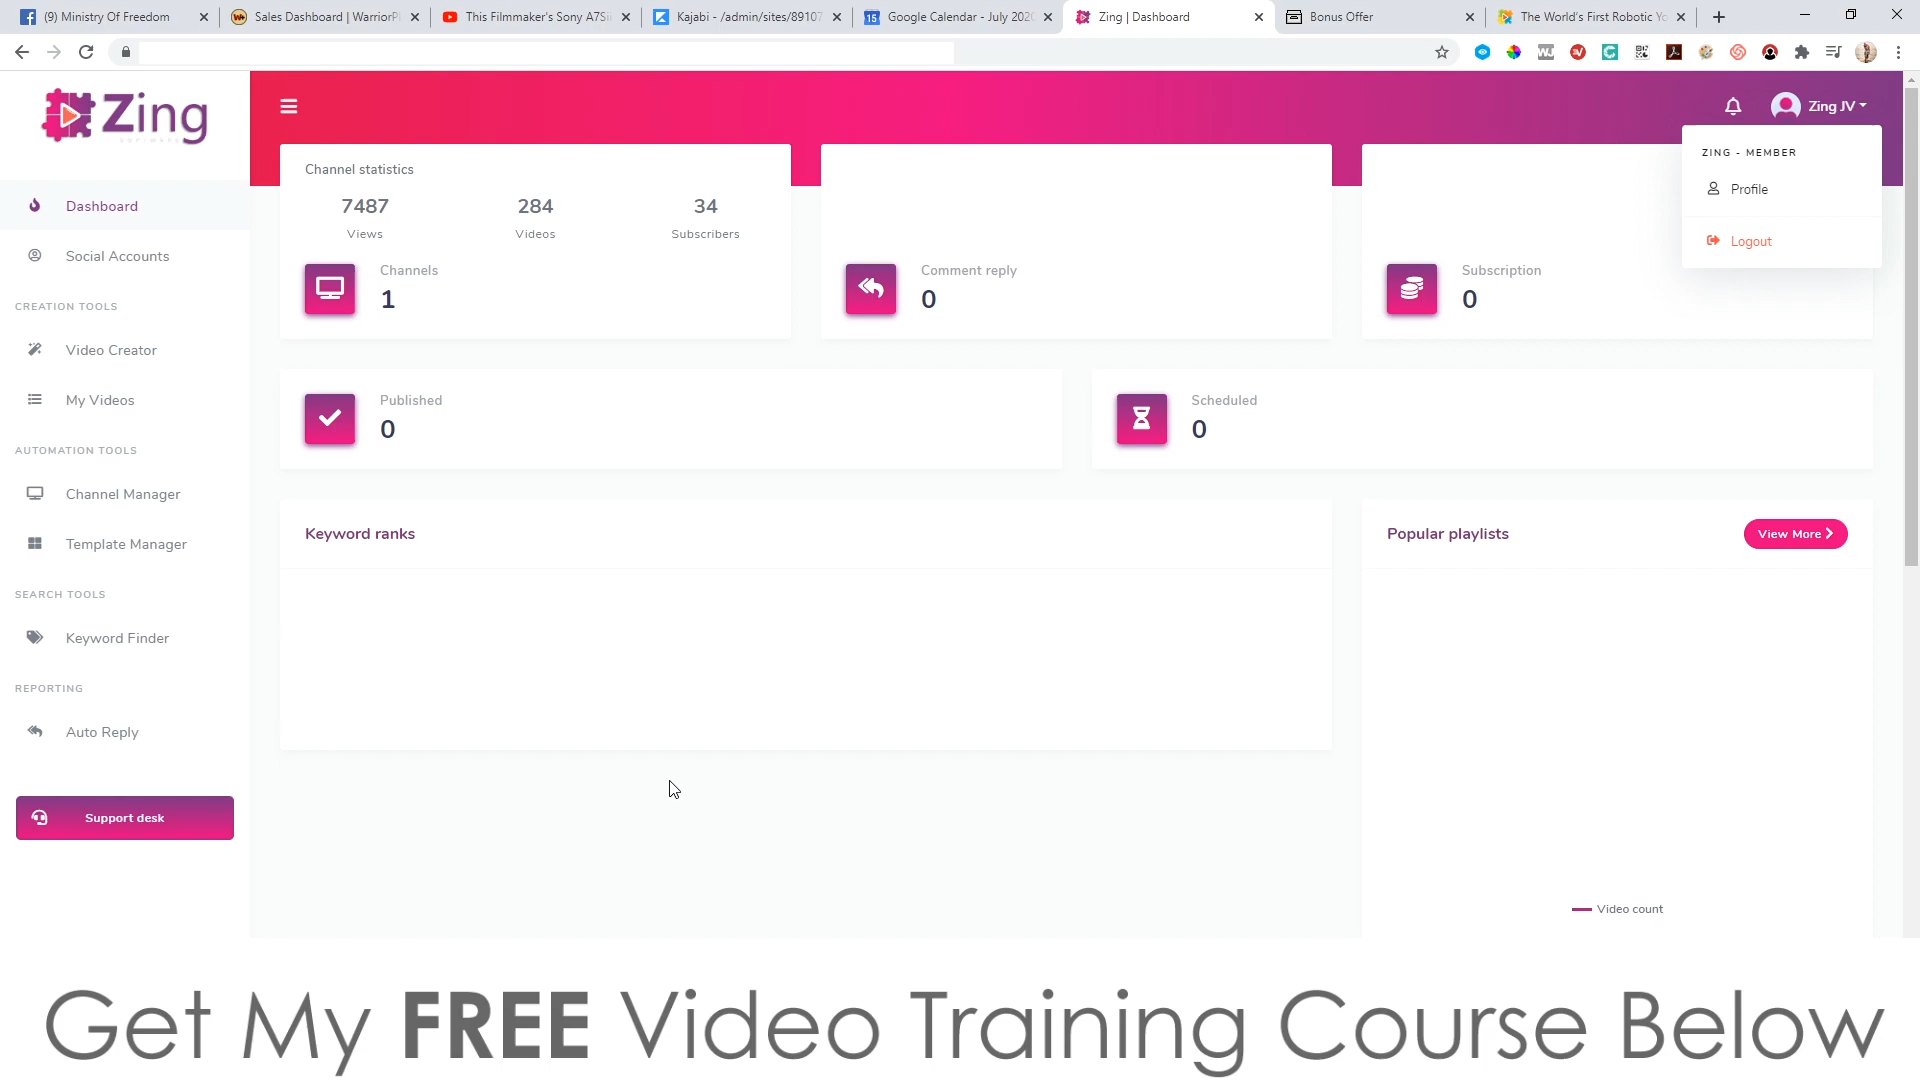 (9) Ministry Of Freedom
Sales Dashboard | WarriorPl
This Filmmaker's Sony A7Sii
Kajabi - /admin/sites/89107
Google Calendar - July 202
Zing | Dashboard
Bonus Offer
The World's First Robotic Yo
Zing
Zing JV
ZING - MEMBER
Profile
Logout
Dashboard
Social Accounts
CREATION TOOLS
Video Creator
My Videos
AUTOMATION TOOLS
Channel Manager
Template Manager
SEARCH TOOLS
Keyword Finder
REPORTING
Auto Reply
Support desk
Channel statistics
7487 284 34
Views Videos Subscribers
Channels
1
Comment reply
0
Subscription
0
Published
0
Scheduled
0
Keyword ranks
Popular playlists
View More
Video count
Get My FREE Video Training Course Below